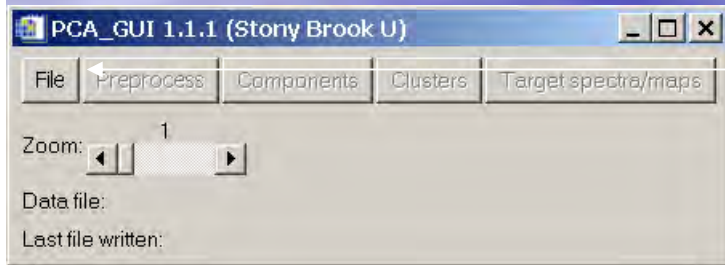 PCA_GUI 1.1.1 (Stony Brook U)
File Preprocess Components Clusters Target spectra/maps
1
Zoom:
Data file:
Last file written: